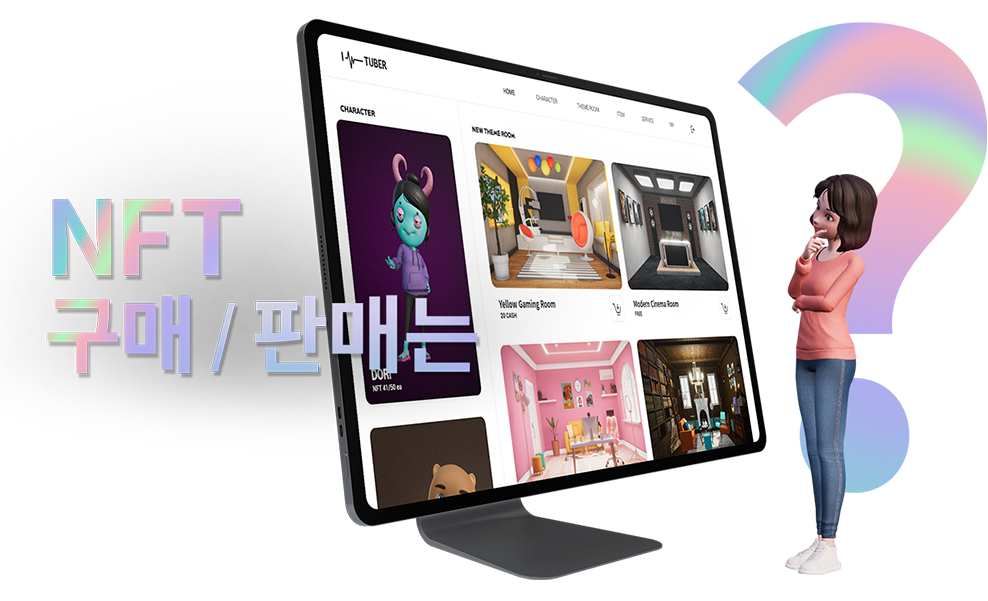 TUBER
HOME CHARACTER THEME ROOM ITEM SERVICE MY
CHARACTER
NEW THEME ROOM
NFT
구매 / 판매는
Yellow Gaming Room
20 CASH
Modern Cinema Room
FREE
DORI
NFT 41/50 ea
?